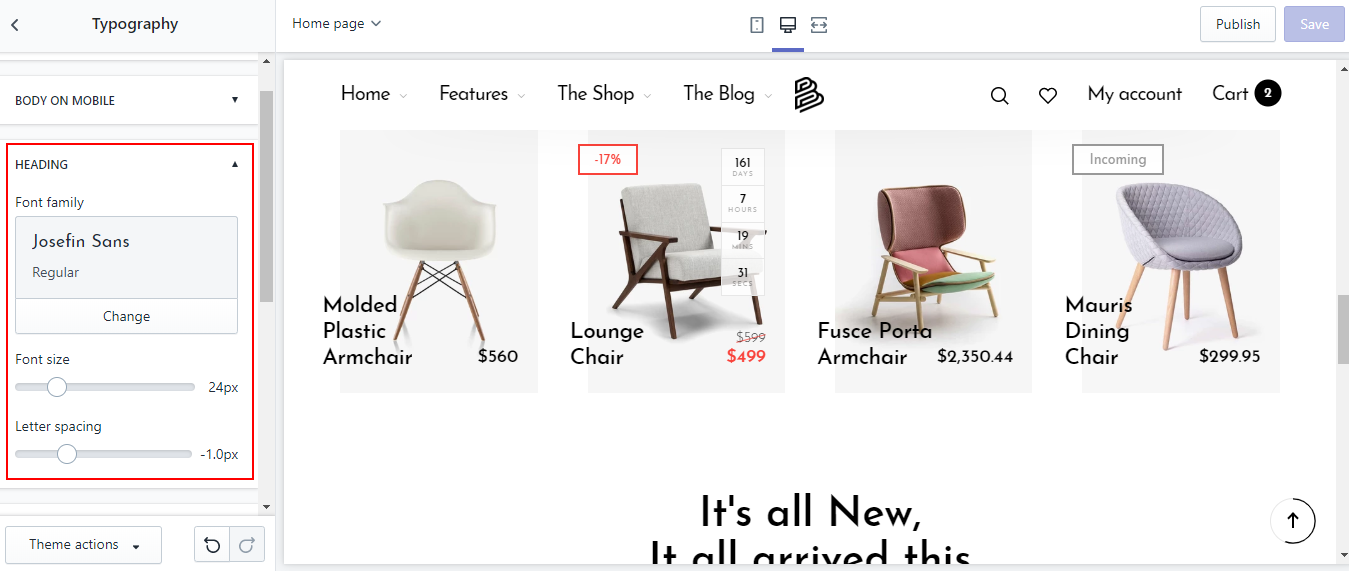 Typography
Home page
Publish
Save
BODY ON MOBILE
HEADING
Font family
Josefin Sans
Regular
Change
Font size
24px
Letter spacing
-1.0px
Theme actions
Home
Features
The Shop
The Blog
My account
Cart
2
Molded
Plastic
Armchair
$560
-17%
161
DAYS
7
HOURS
19
MINS
31
SECS
Lounge
Chair
$599
$499
Fusce Porta
Armchair
$2,350.44
Incoming
Mauris
Dining
Chair
$299.95
It's all New,
It all arrived this